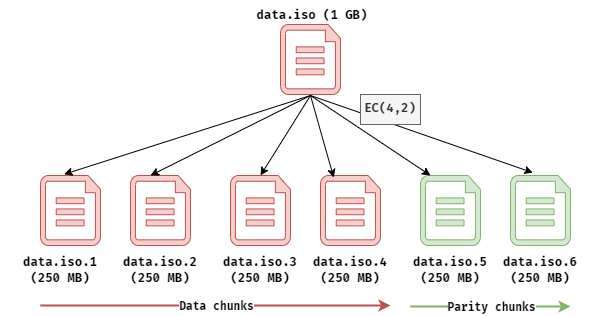 data.iso (1 GB)
EC(4,2)
data.iso.1
(250 MB)
data.iso.2
(250 MB)
data.iso.3
(250 MB)
data.iso.4
(250 MB)
data.iso.5
(250 MB)
data.iso.6
(250 MB)
Data chunks
Parity chunks